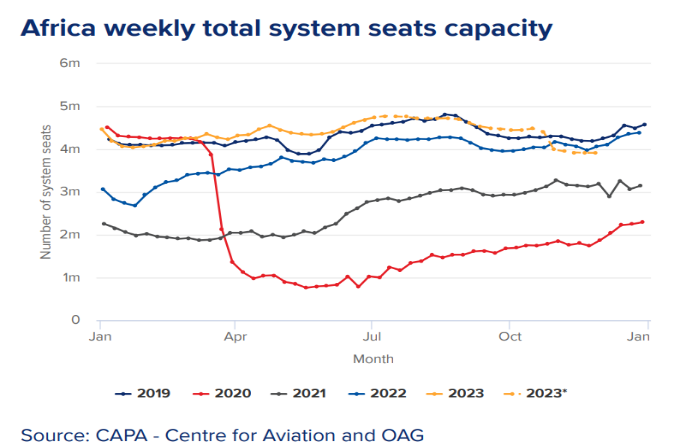 Africa weekly total system seats capacity
6m
5m
4m
3m
2m
1m
0
Number of system seats
Jan Apr Jul Oct Jan
Month
2019 2020 2021 2022 2023 2023*
Source: CAPA - Centre for Aviation and OAG